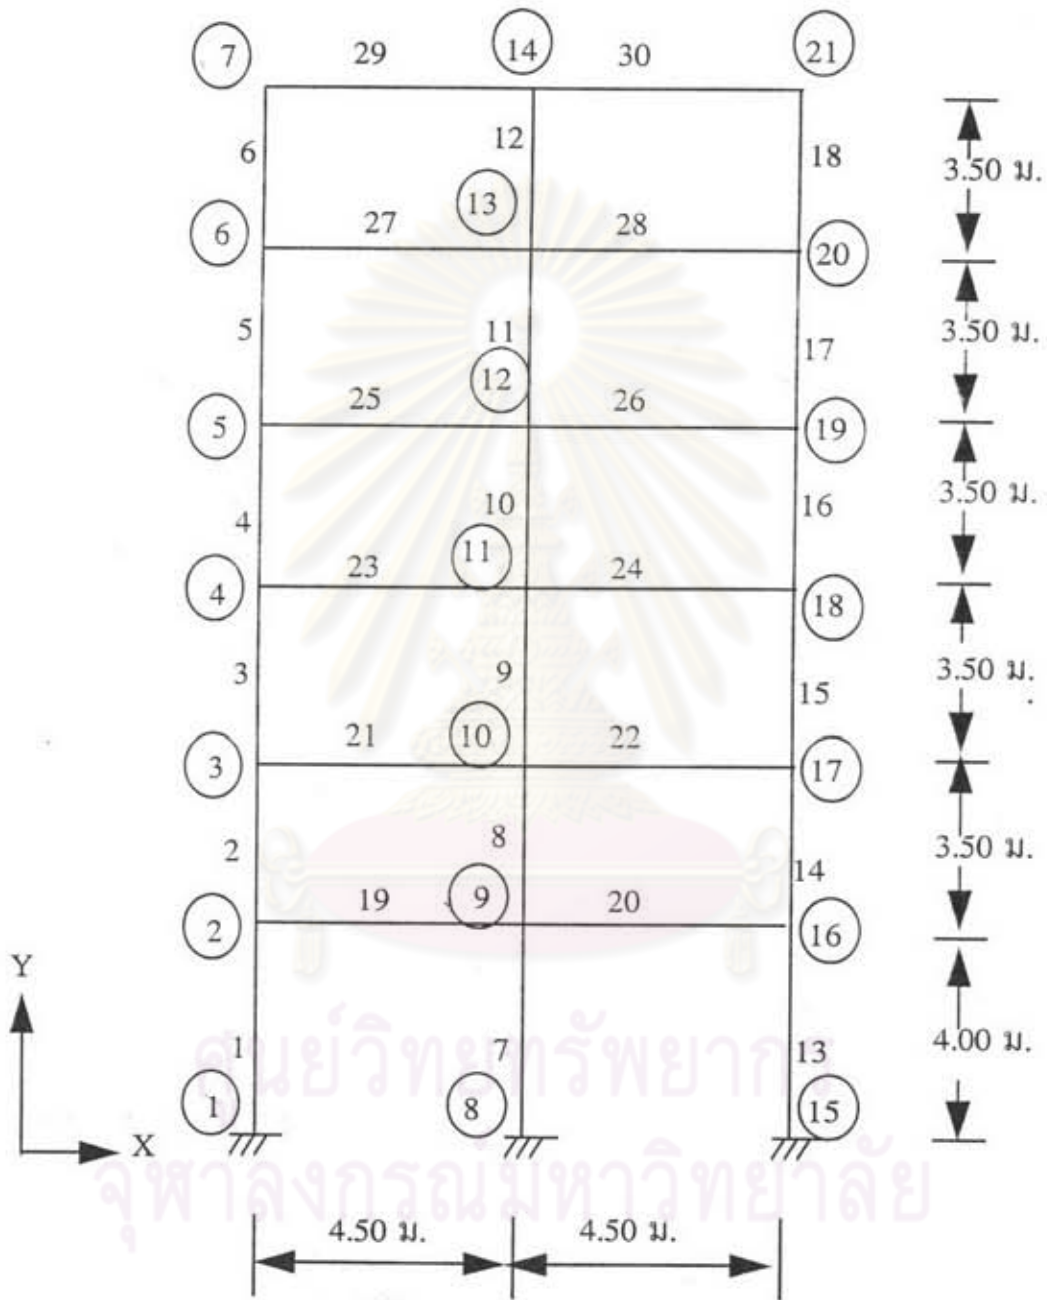 7 29 14 30 21
6 12 18 3.50 ม.
13
6 27 28 20
5 11 17 3.50 ม.
12
5 25 26 19
4 10 16 3.50 ม.
11
4 23 24 18
3 9 15 3.50 ม.
3 21 10 22 17
2 8 14 3.50 ม.
2 19 9 20 16
Y
1 7 13 4.00 ม.
1 8 15
X
ศูนย์วิทยทรัพยากร
จุฬาลงกรณ์มหาวิทยาลัย
4.50 ม. 4.50 ม.